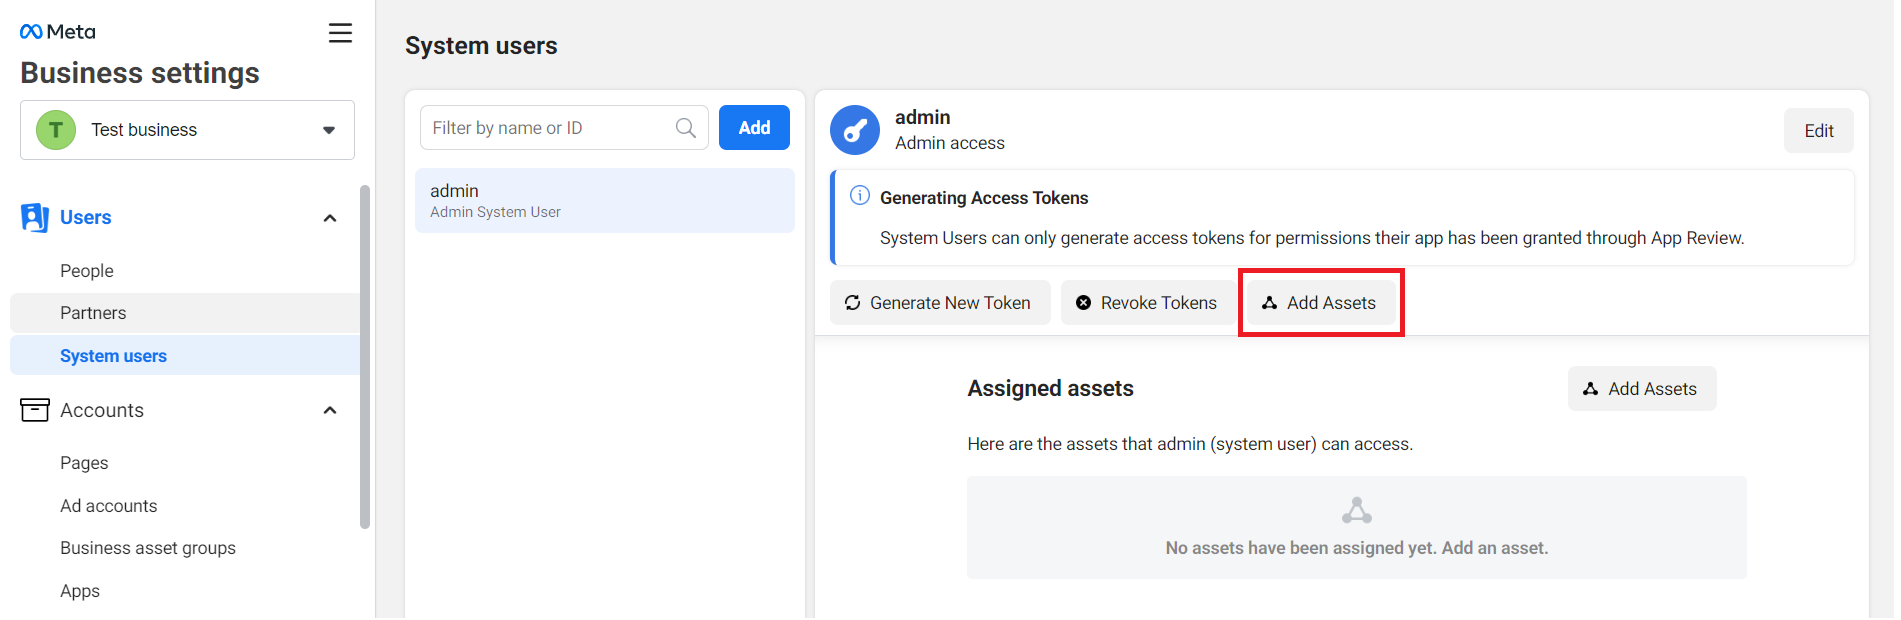 Meta
Business settings
T
Test business
Users
People
Partners
System users
Accounts
Pages
Ad accounts
Business asset groups
Apps
System users
Filter by name or ID
Add
admin
Admin System User
admin
Admin access
Edit
Generating Access Tokens
System Users can only generate access tokens for permissions their app has been granted through App Review.
Generate New Token
Revoke Tokens
Add Assets
Assigned assets
Add Assets
Here are the assets that admin (system user) can access.
No assets have been assigned yet. Add an asset.